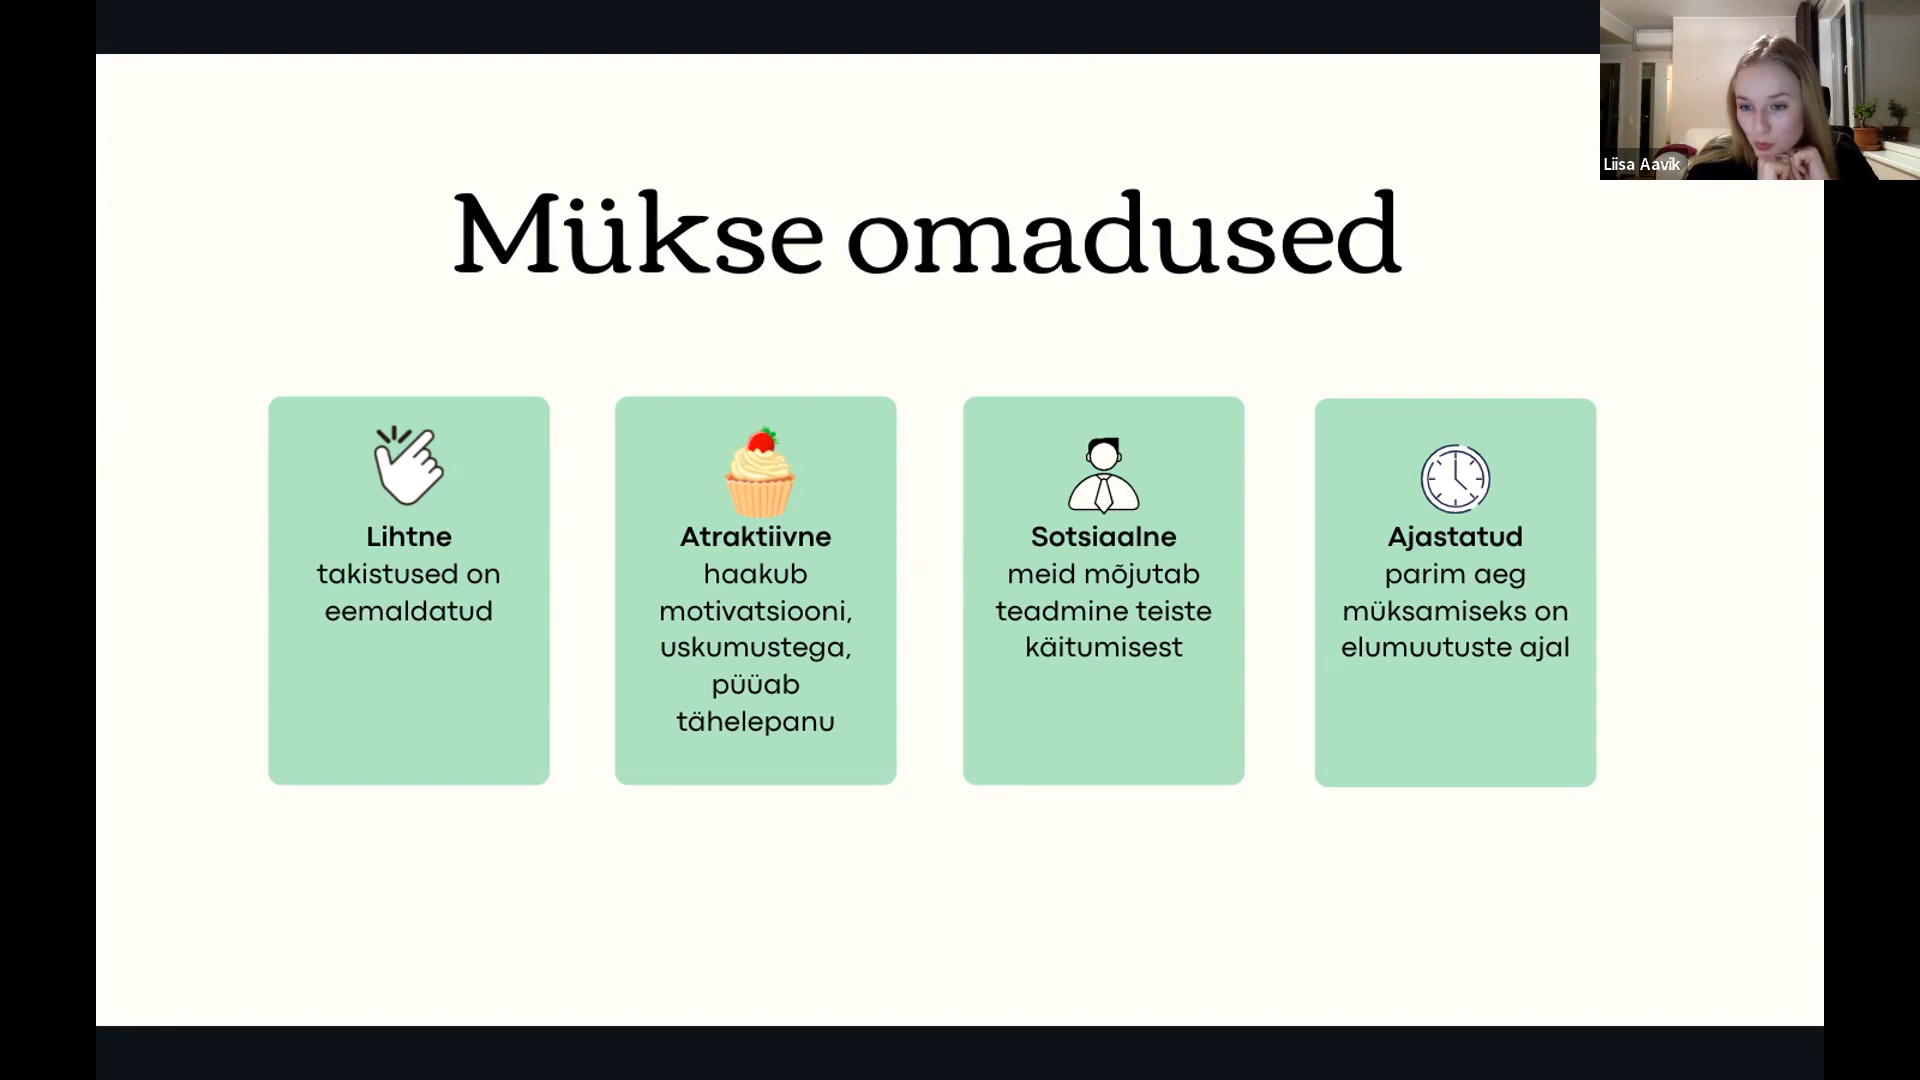 Liisa Aavik
Mükse omadused
Lihtne
takistused on
eemaldatud
Atraktiivne
haakub
motivatsiooni,
uskumustega,
püüab
tähelepanu
Sotsiaalne
meid mõjutab
teadmine teiste
käitumisest
Ajastatud
parim aeg
müksamiseks on
elumuutuste ajal